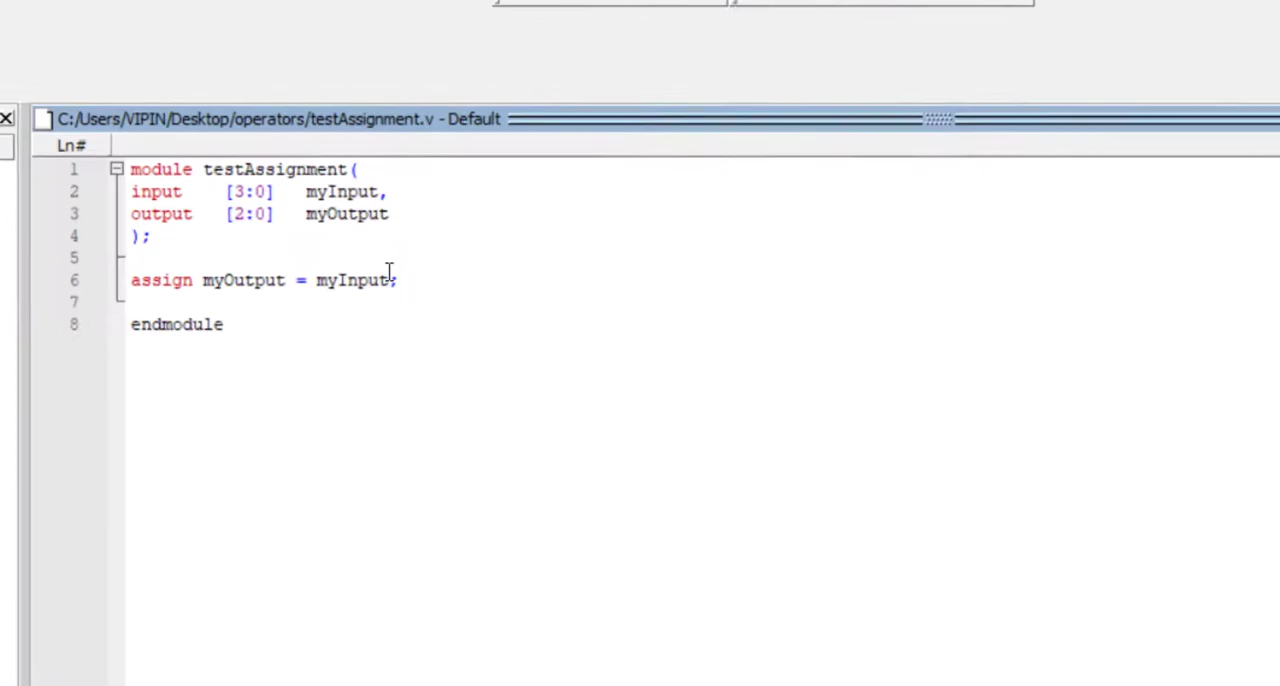 C:/Users/VIPIN/Desktop/operators/testAssignment.v - Default
Ln#
1 module testAssignment(
2 input [3:0] myInput,
3 output [2:0] myOutput
4 );
5
6 assign myOutput = myInput;
7
8 endmodule